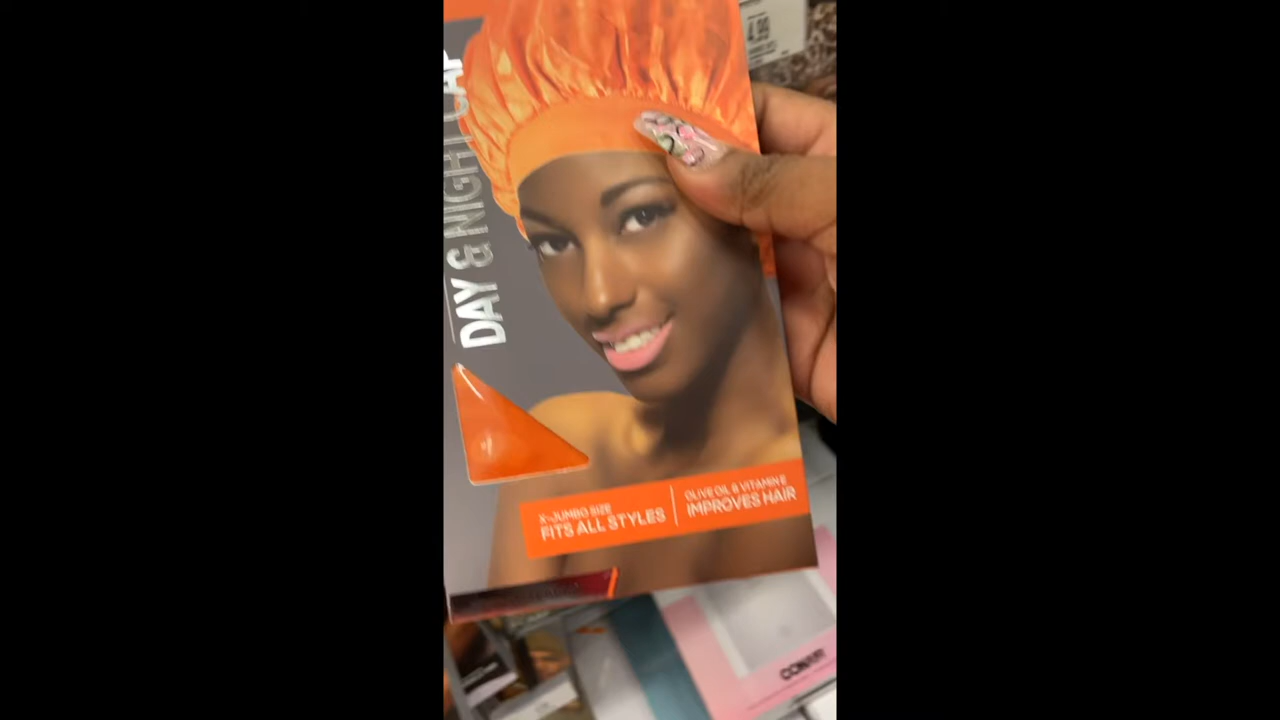 4.99
DAY & NIGHT CAP
X-JUMBO SIZE
FITS ALL STYLES
OLIVE OIL & VITAMIN E
IMPROVES HAIR
CONAIR